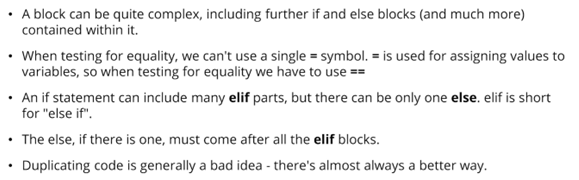 • A block can be quite complex, including further if and else blocks (and much more)
contained within it.
• When testing for equality, we can't use a single = symbol. = is used for assigning values to
variables, so when testing for equality we have to use ==
• An if statement can include many elif parts, but there can be only one else. elif is short
for "else if".
• The else, if there is one, must come after all the elif blocks.
• Duplicating code is generally a bad idea - there's almost always a better way.